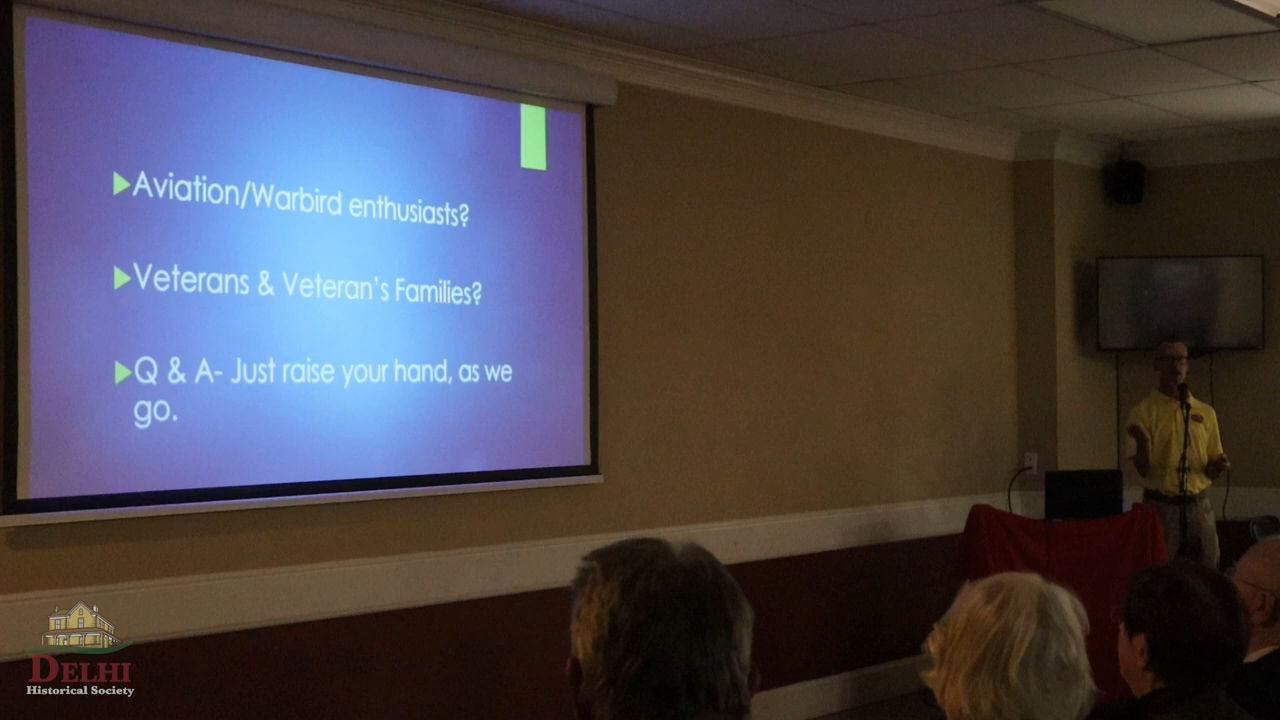 Aviation/Warbird enthusiasts?
Veterans & Veteran's Families?
Q & A- Just raise your hand, as we
go.
DELHI
Historical Society